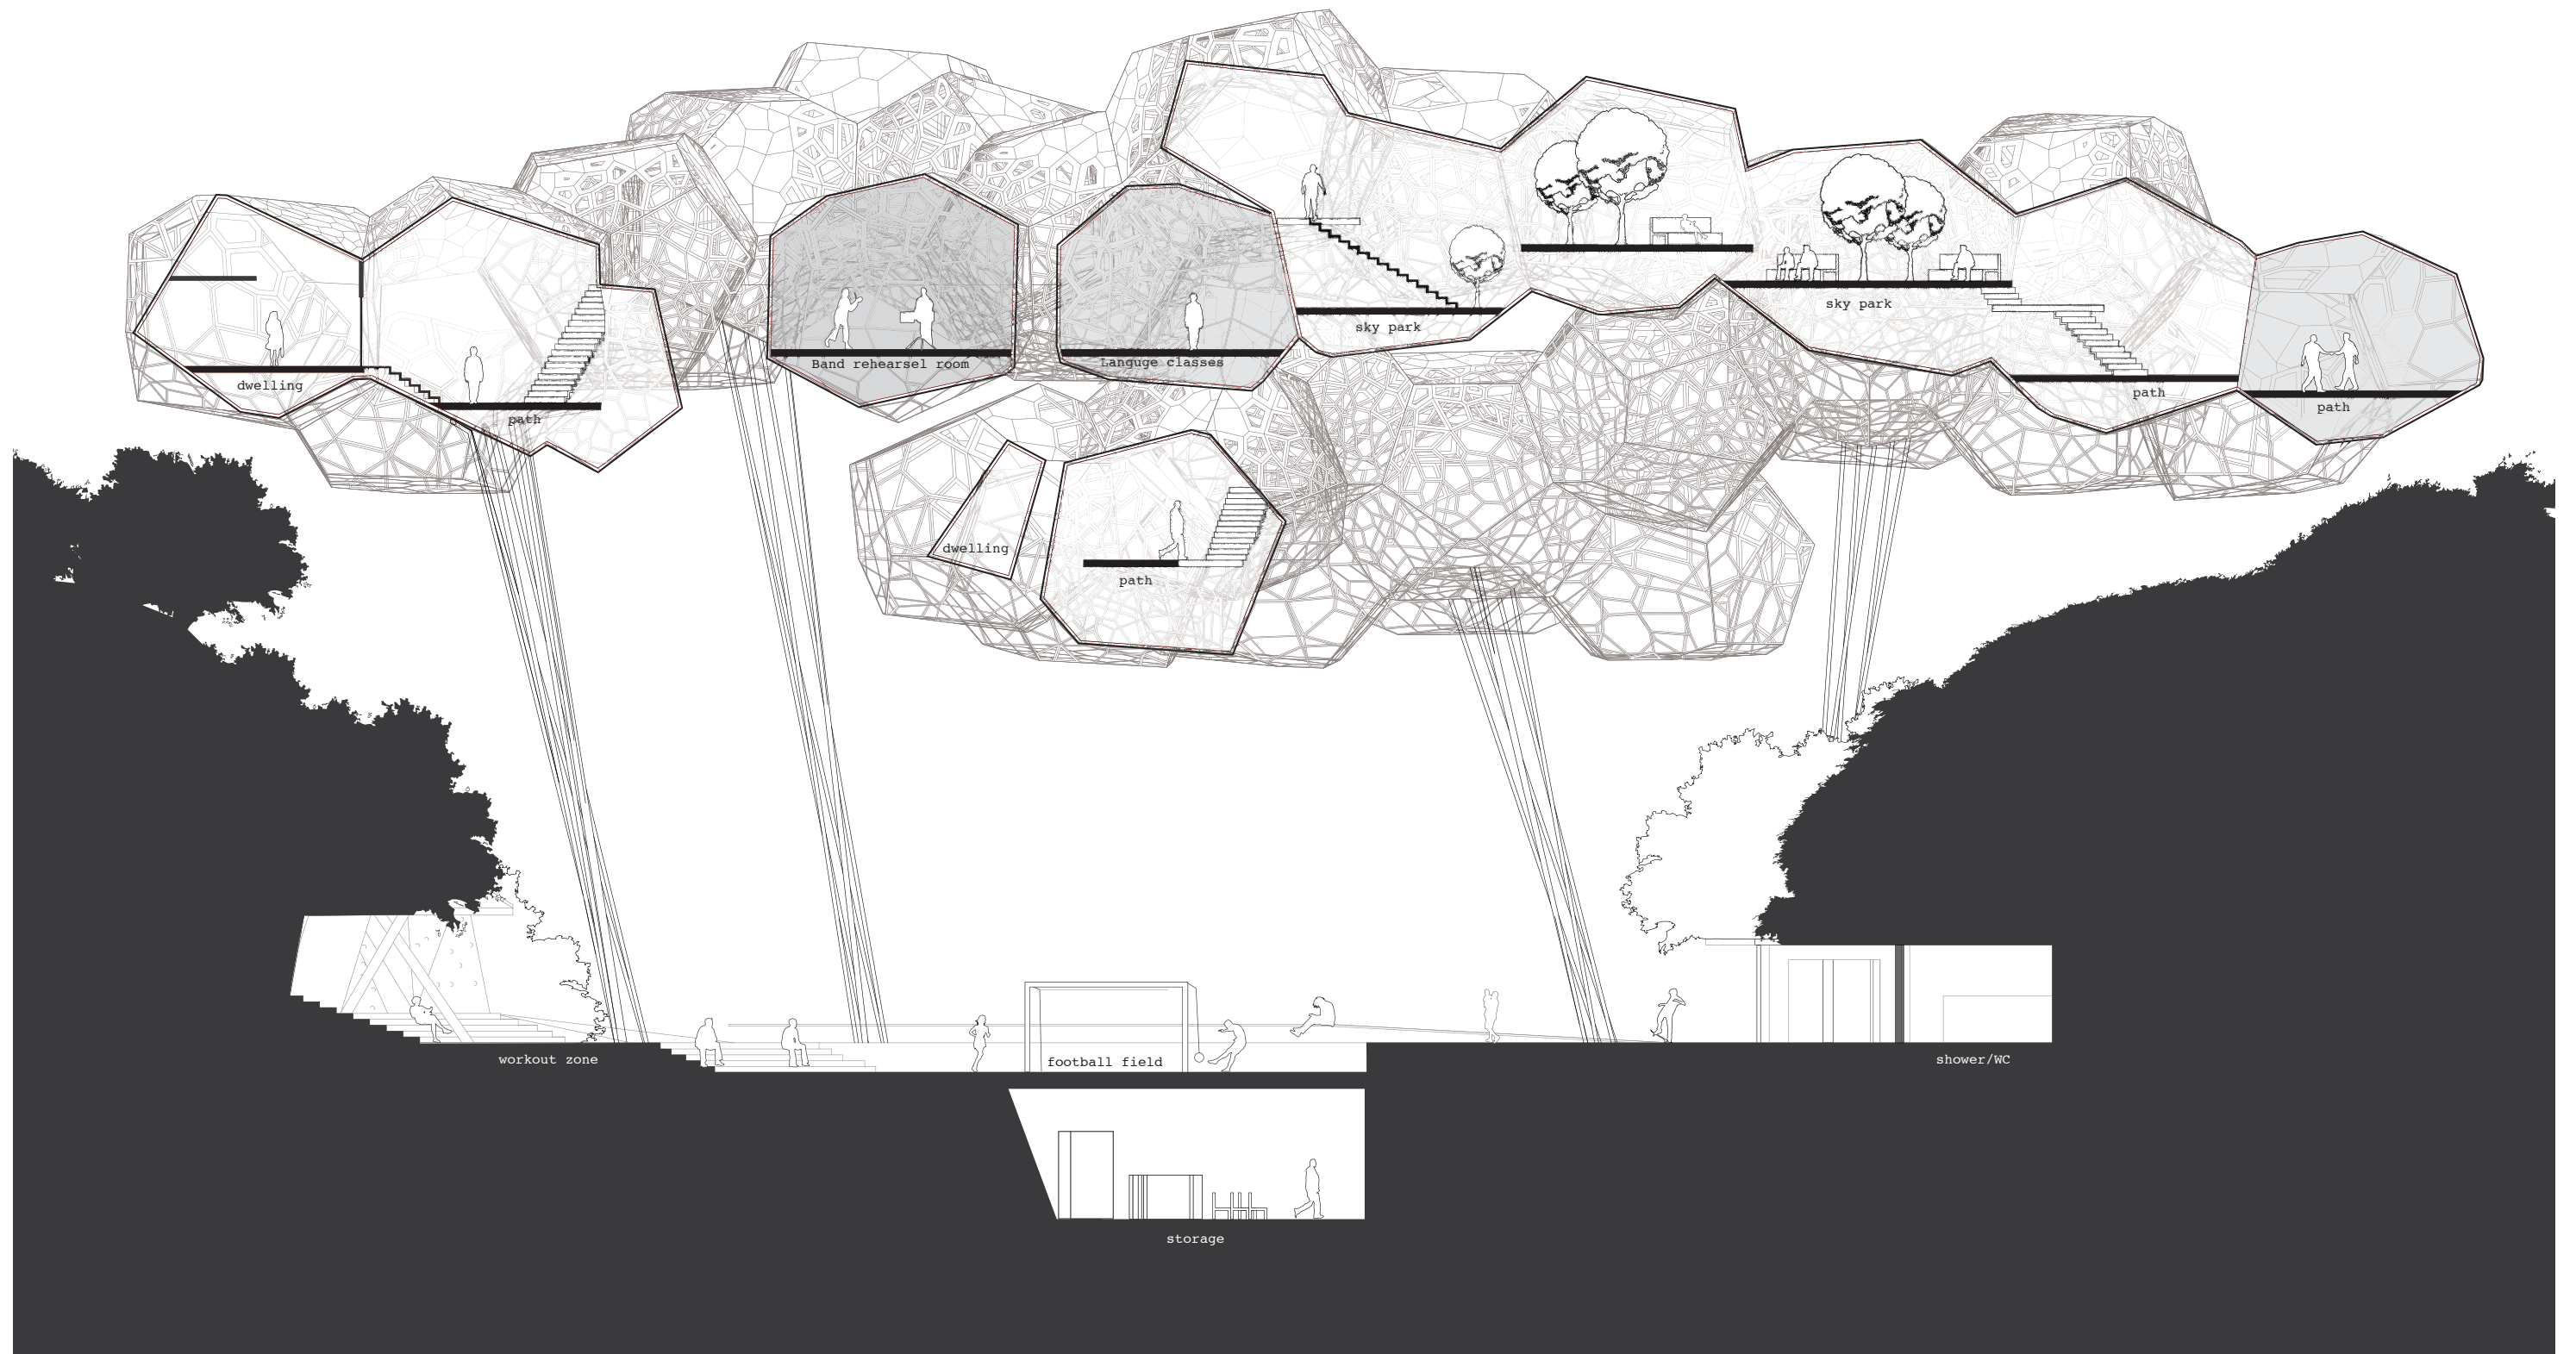 sky park
sky park
Band rehearsel room
Languge classes
dwelling
path
path
path
dwelling
path
workout zone
football field
shower/WC
storage